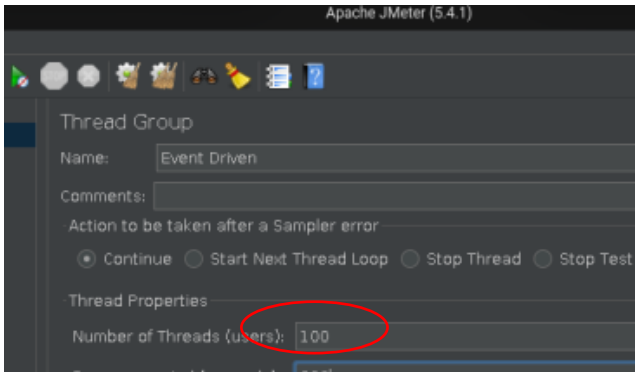 Apache JMeter (5.4.1)
Thread Group
Name: Event Driven
Comments:
Action to be taken after a Sampler error
Continue Start Next Thread Loop Stop Thread Stop Test
Thread Properties
Number of Threads (users): 100